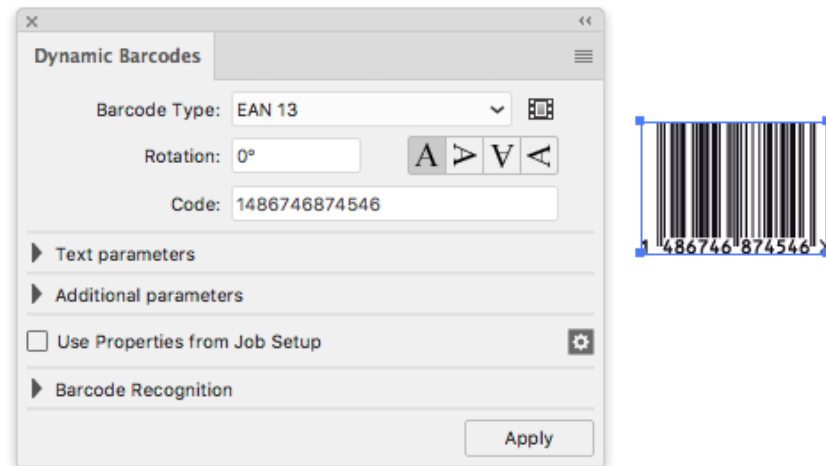 Dynamic Barcodes
Barcode Type: EAN 13
Rotation: 0° A A A A
Code: 1486746874546
Text parameters
Additional parameters
Use Properties from Job Setup
Barcode Recognition
Apply
1 486746 874546